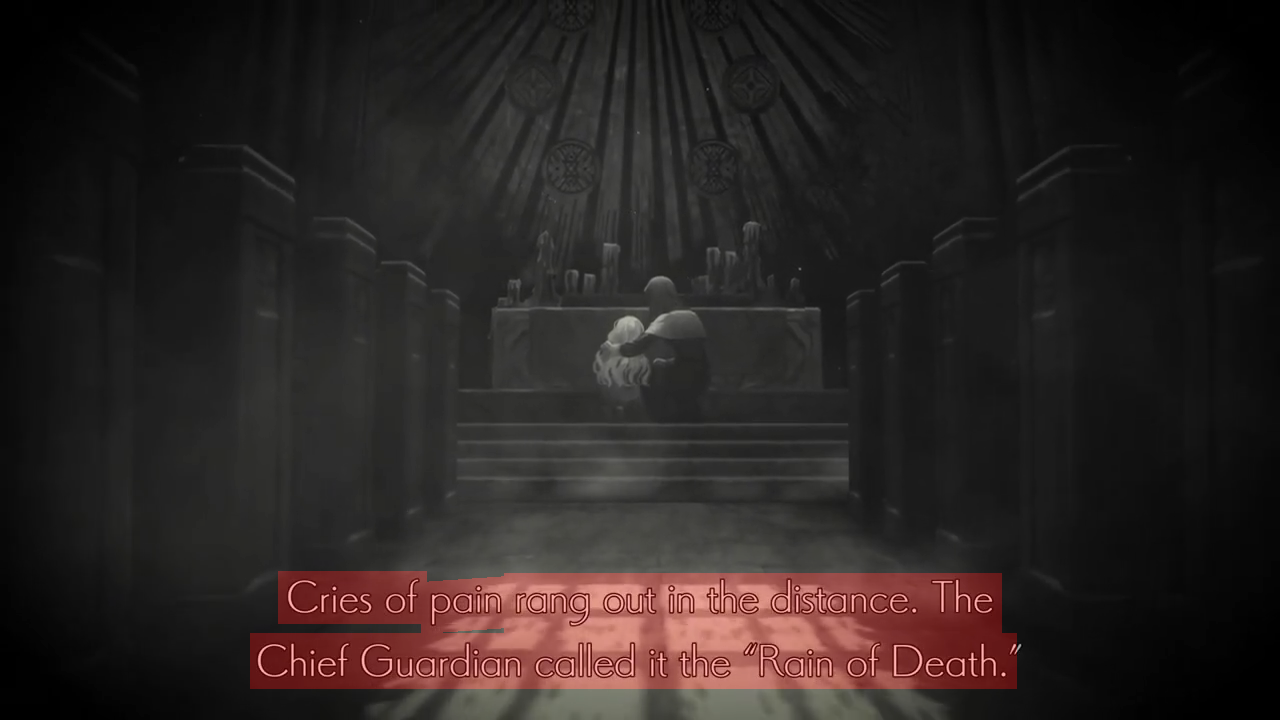 Cries of pain rang out in the distance. The
Chief Guardian called it the “Rain of Death.”